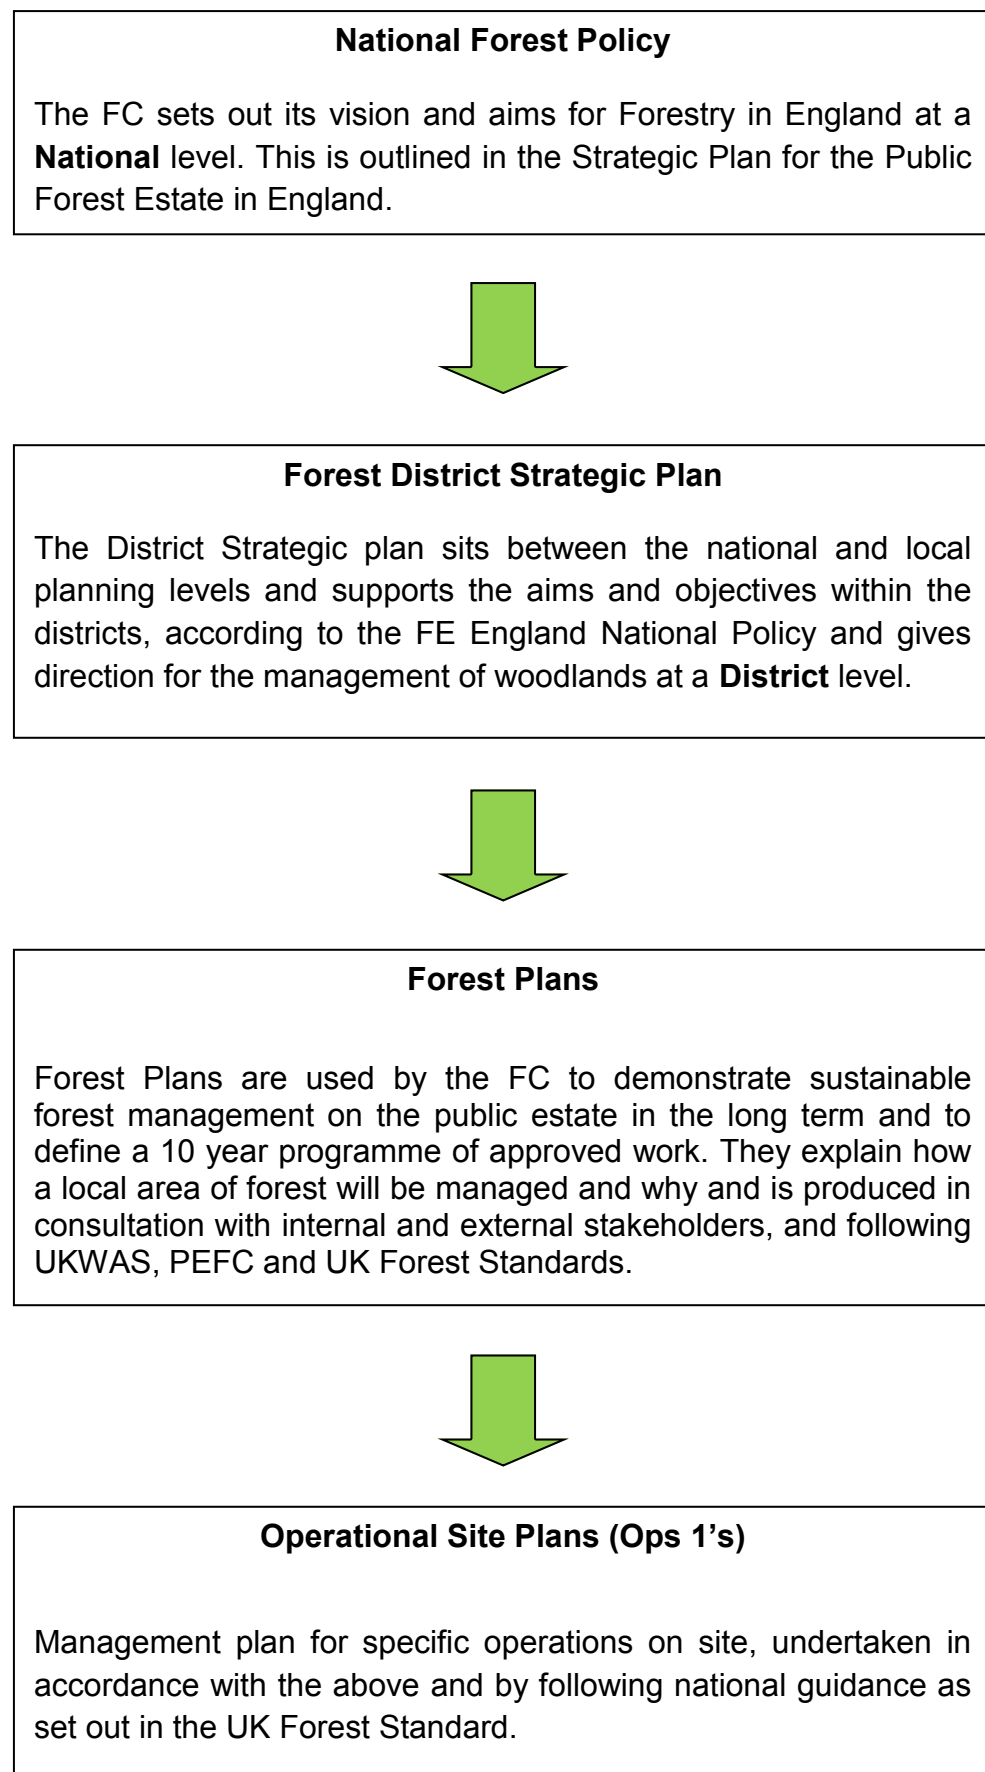 National Forest Policy
The FC sets out its vision and aims for Forestry in England at a
National level. This is outlined in the Strategic Plan for the Public
Forest Estate in England.
Forest District Strategic Plan
The District Strategic plan sits between the national and local
planning levels and supports the aims and objectives within the
districts, according to the FE England National Policy and gives
direction for the management of woodlands at a District level.
Forest Plans
Forest Plans are used by the FC to demonstrate sustainable
forest management on the public estate in the long term and to
define a 10 year programme of approved work. They explain how
a local area of forest will be managed and why and is produced in
consultation with internal and external stakeholders, and following
UKWAS, PEFC and UK Forest Standards.
Operational Site Plans (Ops 1’s)
Management plan for specific operations on site, undertaken in
accordance with the above and by following national guidance as
set out in the UK Forest Standard.